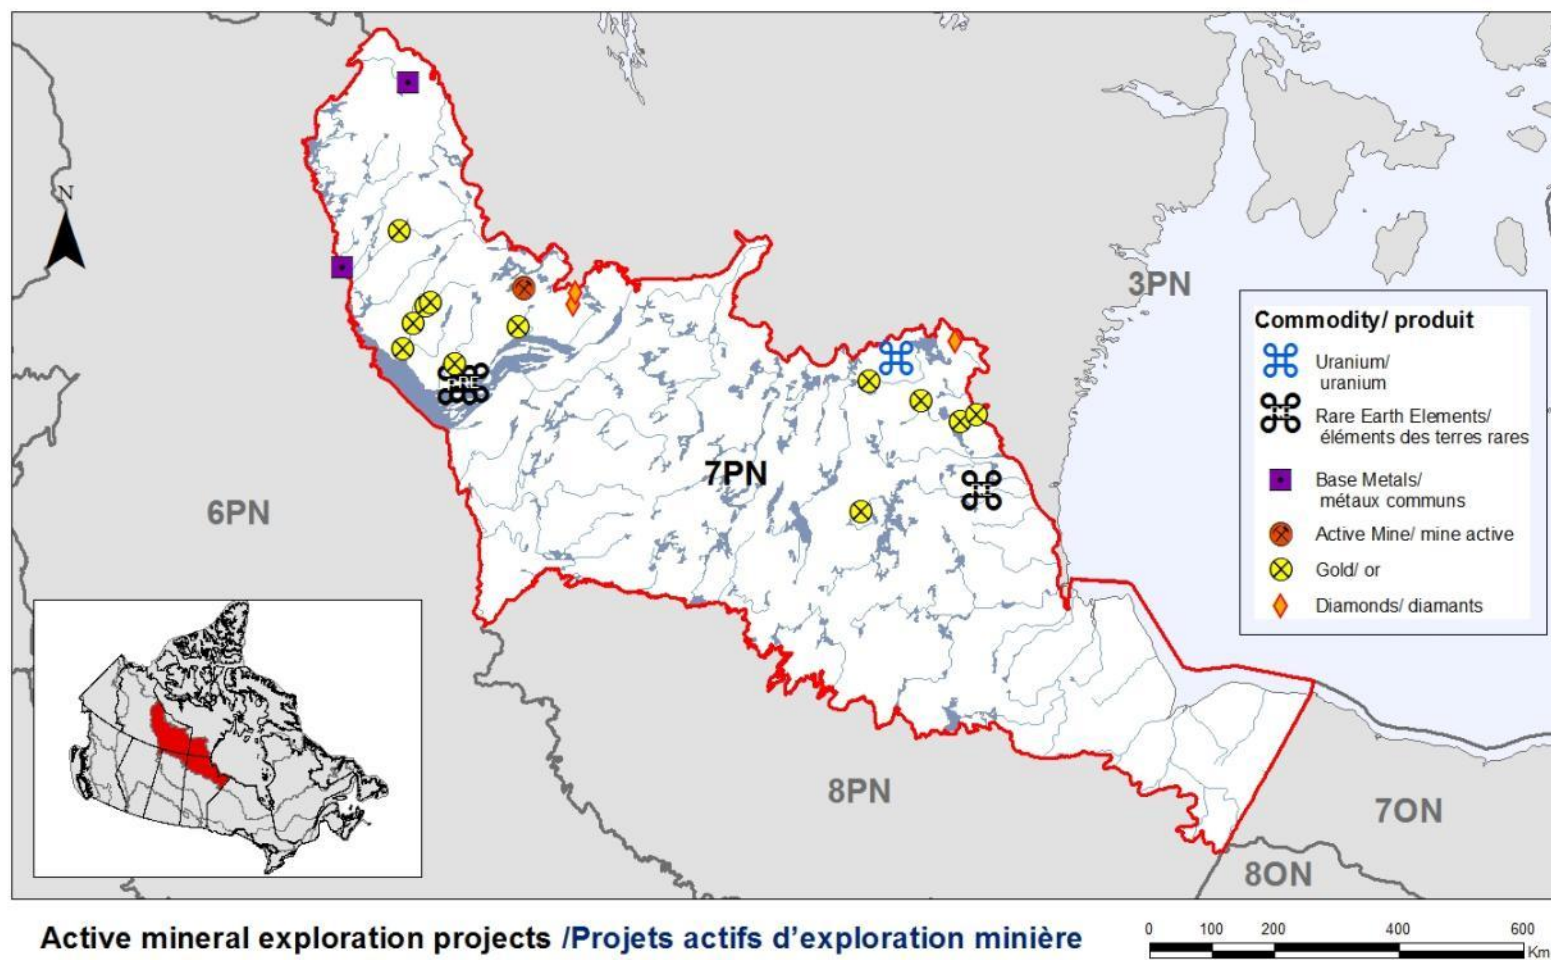 N
3PN
Commodity/ produit
Uranium/
uranium
Rare Earth Elements/
éléments des terres rares
Base Metals/
métaux communs
Active Mine/ mine active
Gold/ or
Diamonds/ diamants
7PN
6PN
8PN
7ON
8ON
Active mineral exploration projects /Projets actifs d'exploration minière
0 100 200 400 600
Km